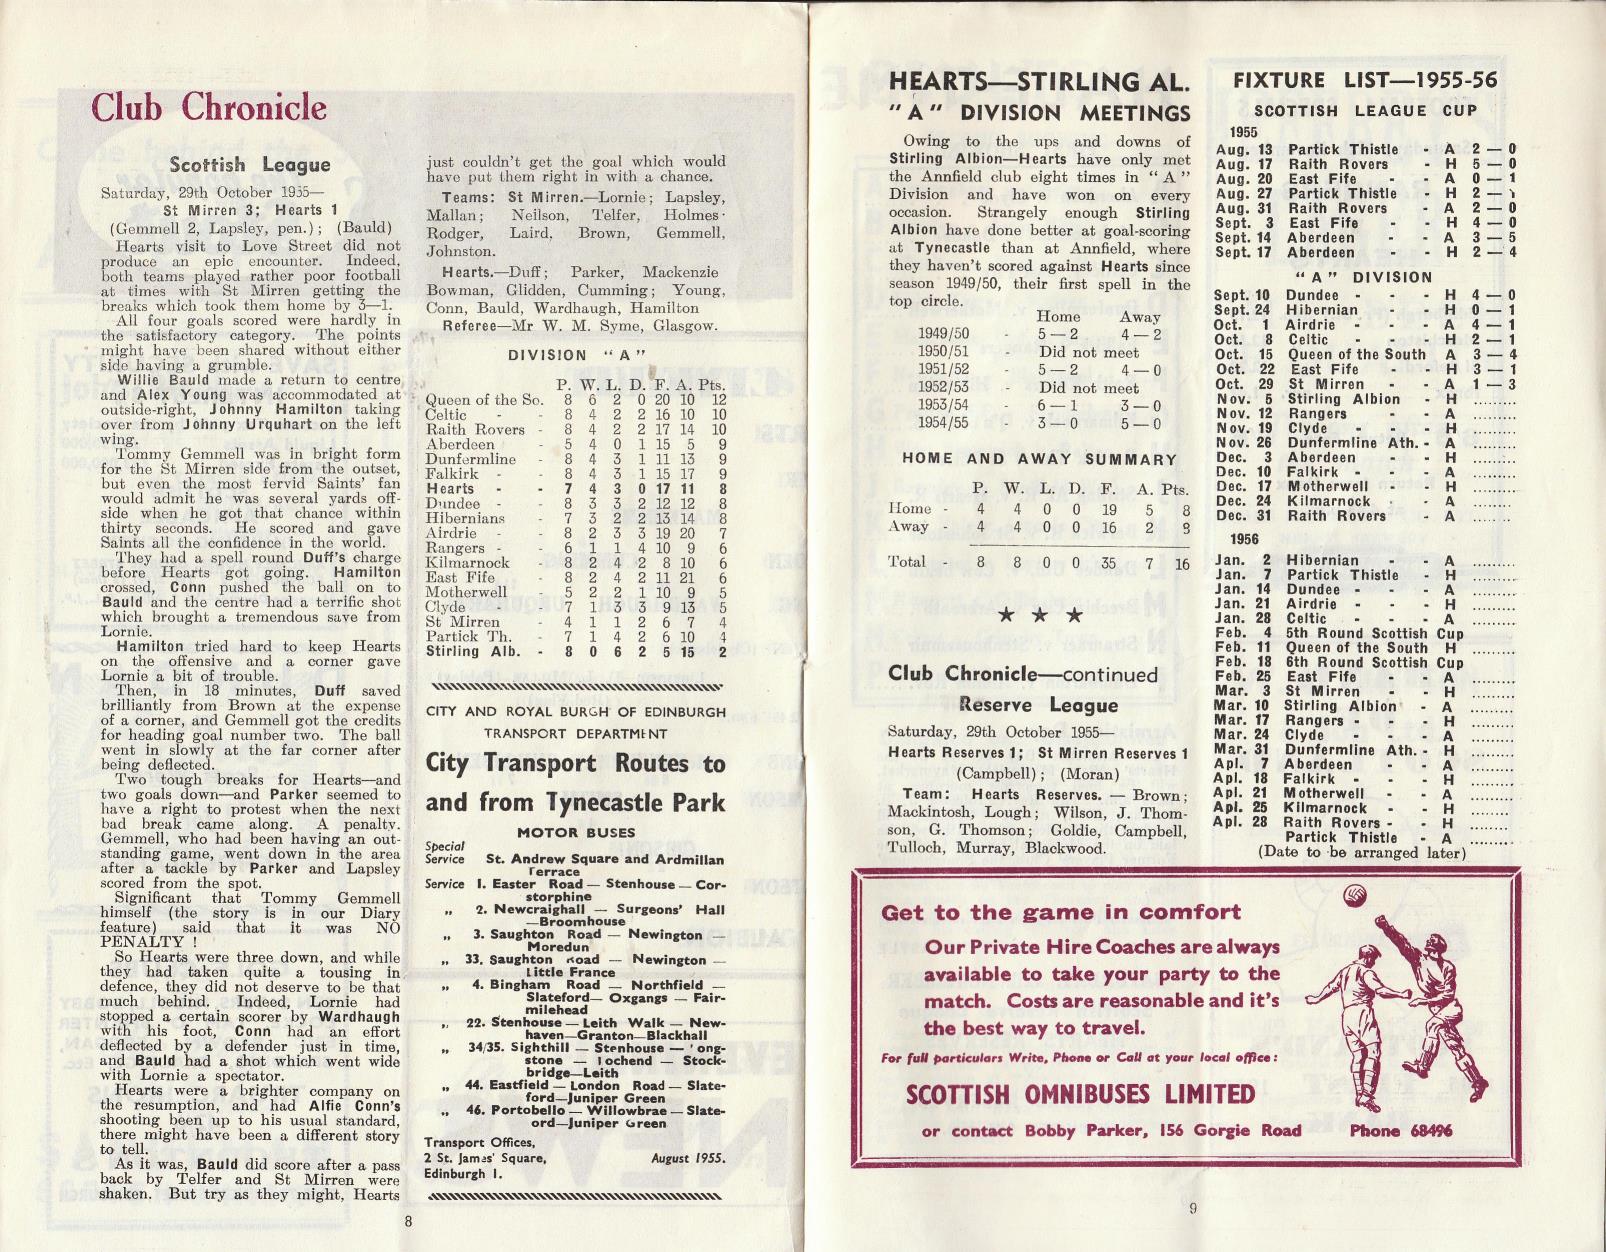 Club Chronicle
Scottish League
Saturday, 29th October 1955—
St Mirren 3; Hearts 1
(Gemmell 2, Lapsley, pen.); (Bauld)
Hearts visit to Love Street did not
produce an epic encounter. Indeed,
both teams played rather poor football
at times with St Mirren getting the
breaks which took them home by 3—1.
All four goals scored were hardly in
the satisfactory category. The points
might have been shared without either
side having a grumble.
Willie Bauld made a return to centre
and Alex Young was accommodated at
outside-right, Johnny Hamilton taking
over from Johnny Urquhart on the left
wing.
Tommy Gemmell was in bright form
for the St Mirren side from the outset,
but even the most fervid Saints' fan
would admit he was several yards off-
side when he got that chance within
thirty seconds. He scored and gave
Saints all the confidence in the world.
They had a spell round Duff's charge
before Hearts got going. Hamilton
crossed, Conn pushed the ball on to
Bauld and the centre had a terrific shot
which brought a tremendous save from
Lornie.
Hamilton tried hard to keep Hearts
on the offensive and a corner gave
Lornie a bit of trouble.
Then, in 18 minutes, Duff saved
brilliantly from Brown at the expense
of a corner, and Gemmell got the credits
for heading goal number two. The ball
went in slowly at the far corner after
being deflected.
Two tough breaks for Hearts—and
two goals down—and Parker seemed to
have a right to protest when the next
bad break came along. A penalty.
Gemmell, who had been having an out-
standing game, went down in the area
after a tackle by Parker and Lapsley
scored from the spot.
Significant that Tommy Gemmell
himself (the story is in our Diary
feature) said that it was NO
PENALTY !
So Hearts were three down, and while
they had taken quite a tousing in
defence, they did not deserve to be that
much behind. Indeed, Lornie had
stopped a certain scorer by Wardhaugh
with his foot, Conn had an effort
deflected by a defender just in time,
and Bauld had a shot which went wide
with Lornie a spectator.
Hearts were a brighter company on
the resumption, and had Alfie Conn's
shooting been up to his usual standard,
there might have been a different story
to tell.
As it was, Bauld did score after a pass
back by Telfer and St Mirren were
shaken. But try as they might, Hearts
just couldn't get the goal which would
have put them right in with a chance.
Teams: St Mirren.—Lornie; Lapsley,
Mallan; Neilson, Telfer, Holmes·
Rodger, Laird, Brown, Gemmell,
Johnston.
Hearts.—Duff; Parker, Mackenzie
Bowman, Glidden, Cumming; Young,
Conn, Bauld, Wardhaugh, Hamilton
Referee—Mr W. M. Syme, Glasgow.
DIVISION "A"
P. W. L. D. F. A. Pts.
Queen of the So. 8 6 2 0 20 10 12
Celtic - - 8 4 2 2 16 10 10
Raith Rovers - 8 4 2 2 17 14 10
Aberdeen - 5 4 0 1 15 5 9
Dunfermline - 8 4 3 1 11 13 9
Falkirk - - 8 4 3 1 15 17 9
Hearts - - 7 4 3 0 17 11 8
Dundee - - 8 3 3 2 12 12 8
Hibernians - 7 3 2 2 13 14 8
Airdrie - - 8 2 3 3 19 20 7
Rangers - - 6 1 1 4 10 9 6
Kilmarnock - 8 2 4 2 8 10 6
East Fife - 8 2 4 2 11 21 6
Motherwell - 5 2 2 1 10 9 5
Clyde - - 7 1 3 3 9 13 5
St Mirren - 4 1 1 2 6 7 4
Partick Th. - 7 1 4 2 6 10 4
Stirling Alb. - 8 0 6 2 5 15 2
CITY AND ROYAL BURGH OF EDINBURGH
TRANSPORT DEPARTMENT
City Transport Routes to
and from Tynecastle Park
MOTOR BUSES
Special
Service St. Andrew Square and Ardmillan
Terrace
Service 1. Easter Road — Stenhouse — Cor-
storphine
,, 2. Newcraighall — Surgeons' Hall
—Broomhouse
,, 3. Saughton Road — Newington —
Moredun
,, 33. Saughton Road — Newington —
Little France
,, 4. Bingham Road — Northfield —
Slateford— Oxgangs — Fair-
milehead
,, 22. Stenhouse — Leith Walk — New-
haven—Granton—Blackhall
,, 34/35. Sighthill — Stenhouse — 'ong-
stone — Lochend — Stock-
bridge—Leith
,, 44. Eastfield — London Road — Slate-
ford—Juniper Green
,, 46. Portobello — Willowbrae — Slate-
ord—Juniper Green
Transport Offices,
2 St. James' Square, August 1955.
Edinburgh 1.
8
HEARTS—STIRLING AL.
"A" DIVISION MEETINGS
Owing to the ups and downs of
Stirling Albion—Hearts have only met
the Annfield club eight times in "A"
Division and have won on every
occasion. Strangely enough Stirling
Albion have done better at goal-scoring
at Tynecastle than at Annfield, where
they haven't scored against Hearts since
season 1949/50, their first spell in the
top circle.
Home Away
1949/50 - 5—2 4—2
1950/51 - Did not meet
1951/52 - 5—2 4—0
1952/53 - Did not meet
1953/54 - 6—1 3—0
1954/55 - 3—0 5—0
HOME AND AWAY SUMMARY
P. W. L. D. F. A. Pts.
Home - 4 4 0 0 19 5 8
Away - 4 4 0 0 16 2 8
Total - 8 8 0 0 35 7 16
★ ★ ★
Club Chronicle—continued
Reserve League
Saturday, 29th October 1955—
Hearts Reserves 1; St Mirren Reserves 1
(Campbell); (Moran)
Team: Hearts Reserves. — Brown;
Mackintosh, Lough; Wilson, J. Thom-
son, G. Thomson; Goldie, Campbell,
Tulloch, Murray, Blackwood.
FIXTURE LIST—1955-56
SCOTTISH LEAGUE CUP
1955
Aug. 13 Partick Thistle - A 2—0
Aug. 17 Raith Rovers - H 5—0
Aug. 20 East Fife - A 0—1
Aug. 27 Partick Thistle - H 2—
Aug. 31 Raith Rovers - A 2—0
Sept. 3 East Fife - - H 4—0
Sept. 14 Aberdeen - - A 3—5
Sept. 17 Aberdeen - - H 2—4
"A" DIVISION
Sept. 10 Dundee - - - H 4—0
Sept. 24 Hibernian - - H 0—1
Oct. 1 Airdrie - - - A 4—1
Oct. 8 Celtic - - - H 2—1
Oct. 15 Queen of the South A 3—4
Oct. 22 East Fife - - H 3—1
Oct. 29 St Mirren - - A 1—3
Nov. 5 Stirling Albion - H .........
Nov. 12 Rangers - - A .........
Nov. 19 Clyde - - - H .........
Nov. 26 Dunfermline Ath. - A .........
Dec. 3 Aberdeen - - H .........
Dec. 10 Falkirk - - - A .........
Dec. 17 Motherwell - - H .........
Dec. 24 Kilmarnock - A .........
Dec. 31 Raith Rovers - A .........
1956
Jan. 2 Hibernian - - A .........
Jan. 7 Partick Thistle - H .........
Jan. 14 Dundee - - - A .........
Jan. 21 Airdrie - - - H .........
Jan. 28 Celtic - - - A .........
Feb. 4 5th Round Scottish Cup
Feb. 11 Queen of the South H .........
Feb. 18 6th Round Scottish Cup
Feb. 25 East Fife - - A .........
Mar. 3 St Mirren - - H .........
Mar. 10 Stirling Albion - A .........
Mar. 17 Rangers - - - H .........
Mar. 24 Clyde - - - A .........
Mar. 31 Dunfermline Ath. - H .........
Apl. 7 Aberdeen - - A .........
Apl. 18 Falkirk - - - H .........
Apl. 21 Motherwell - - A .........
Apl. 25 Kilmarnock - - H .........
Apl. 28 Raith Rovers - - H .........
Partick Thistle - A .........
(Date to be arranged later)
Get to the game in comfort
Our Private Hire Coaches are always
available to take your party to the
match. Costs are reasonable and it's
the best way to travel.
For full particulars Write, Phone or Call at your local office:
SCOTTISH OMNIBUSES LIMITED
or contact Bobby Parker, 156 Gorgie Road Phone 68496
9